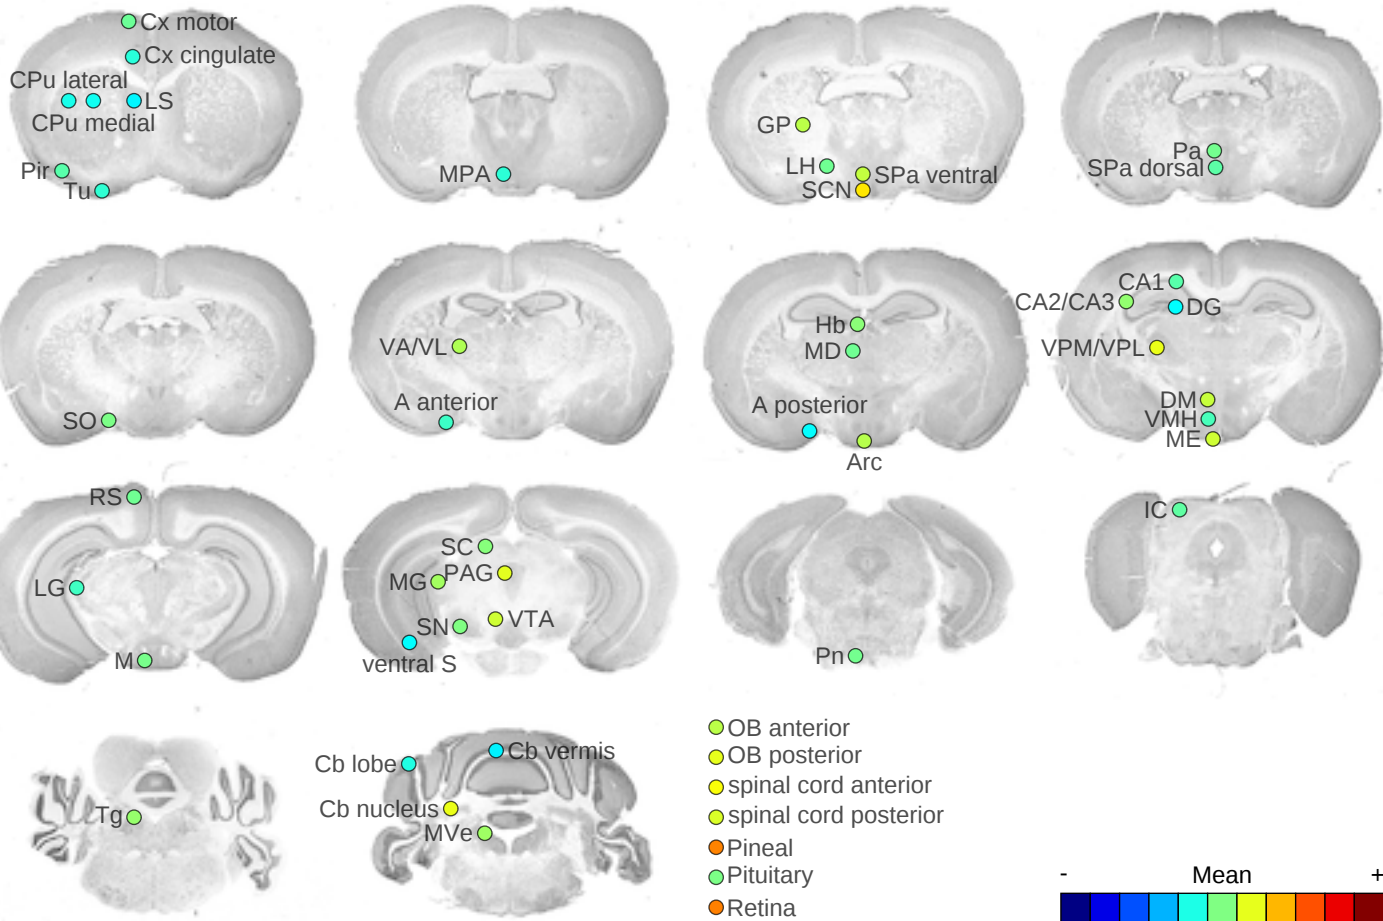 Cx motor
Cx cingulate
CPu lateral
LS
CPu medial
Pir
Tu
MPA
GP
LH
SPa ventral
SCN
Pa
SPa dorsal
SO
VA/VL
A anterior
Hb
MD
A posterior
Arc
CA1
CA2/CA3
DG
VPM/VPL
DM
VMH
ME
RS
LG
M
SC
PAG
MG
VTA
SN
ventral S
Pn
IC
Tg
Cb vermis
Cb lobe
Cb nucleus
MVe
OB anterior
OB posterior
spinal cord anterior
spinal cord posterior
Pineal
Pituitary
Retina
- Mean +